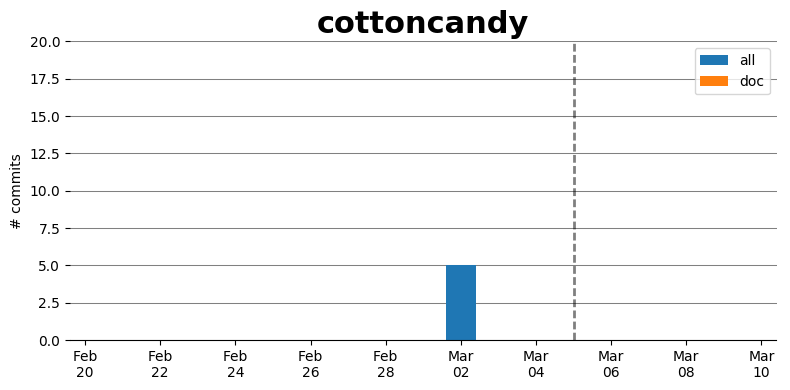 cottoncandy
20.0
17.5
15.0
12.5
10.0
7.5
5.0
2.5
0.0
# commits
all
doc
Feb Feb Feb Feb Feb Mar Mar Mar Mar Mar
20 22 24 26 28 02 04 06 08 10